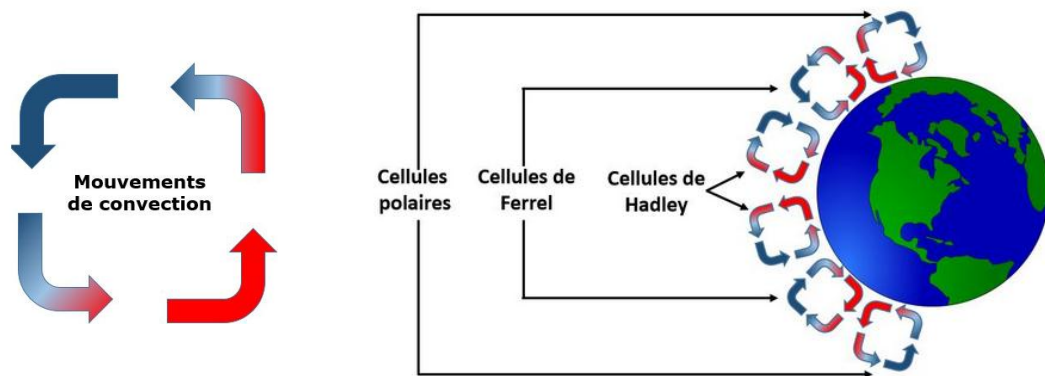 Mouvements
de convection
Cellules
polaires
Cellules de
Ferrel
Cellules de
Hadley